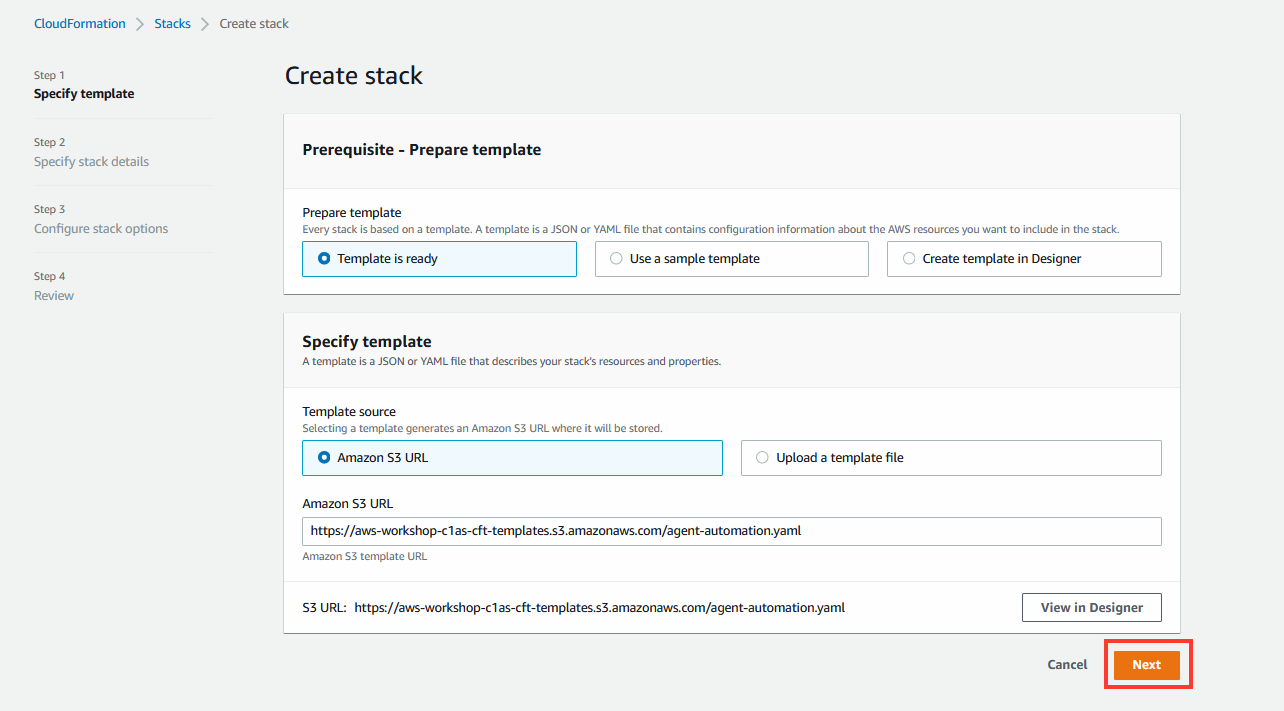 CloudFormation > Stacks > Create stack
Step 1
Specify template
Step 2
Specify stack details
Step 3
Configure stack options
Step 4
Review
Create stack
Prerequisite - Prepare template
Prepare template
Every stack is based on a template. A template is a JSON or YAML file that contains configuration information about the AWS resources you want to include in the stack.
Template is ready
Use a sample template
Create template in Designer
Specify template
A template is a JSON or YAML file that describes your stack's resources and properties.
Template source
Selecting a template generates an Amazon S3 URL where it will be stored.
Amazon S3 URL
Upload a template file
Amazon S3 URL
https://aws-workshop-c1as-cft-templates.s3.amazonaws.com/agent-automation.yaml
Amazon S3 template URL
S3 URL: https://aws-workshop-c1as-cft-templates.s3.amazonaws.com/agent-automation.yaml
View in Designer
Cancel
Next